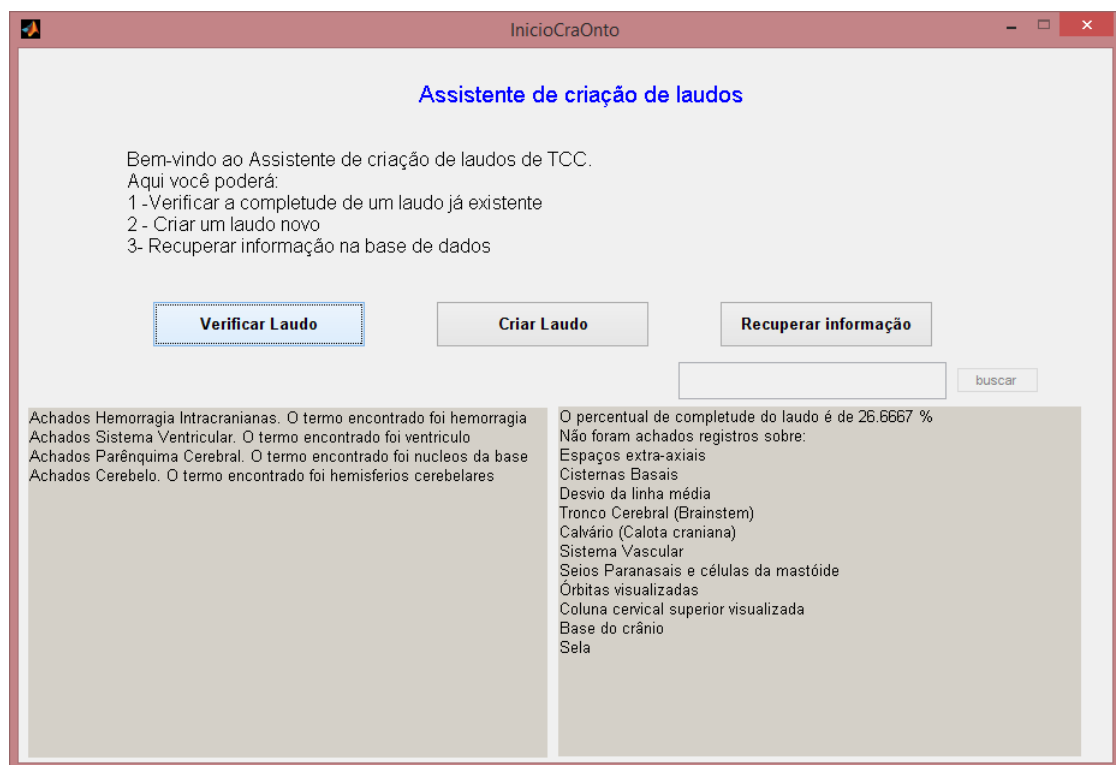 InicioCraOnto
Assistente de criação de laudos
Bem-vindo ao Assistente de criação de laudos de TCC.
Aqui você poderá:
1 -Verificar a completude de um laudo já existente
2 - Criar um laudo novo
3- Recuperar informação na base de dados
Verificar Laudo
Criar Laudo
Recuperar informação
buscar
Achados Hemorragia Intracranianas. O termo encontrado foi hemorragia
Achados Sistema Ventricular. O termo encontrado foi ventriculo
Achados Parênquima Cerebral. O termo encontrado foi nucleos da base
Achados Cerebelo. O termo encontrado foi hemisferios cerebelares
O percentual de completude do laudo é de 26.6667 %
Não foram achados registros sobre:
Espaços extra-axiais
Cisternas Basais
Desvio da linha média
Tronco Cerebral (Brainstem)
Calvário (Calota craniana)
Sistema Vascular
Seios Paranasais e células da mastóide
Órbitas visualizadas
Coluna cervical superior visualizada
Base do crânio
Sela